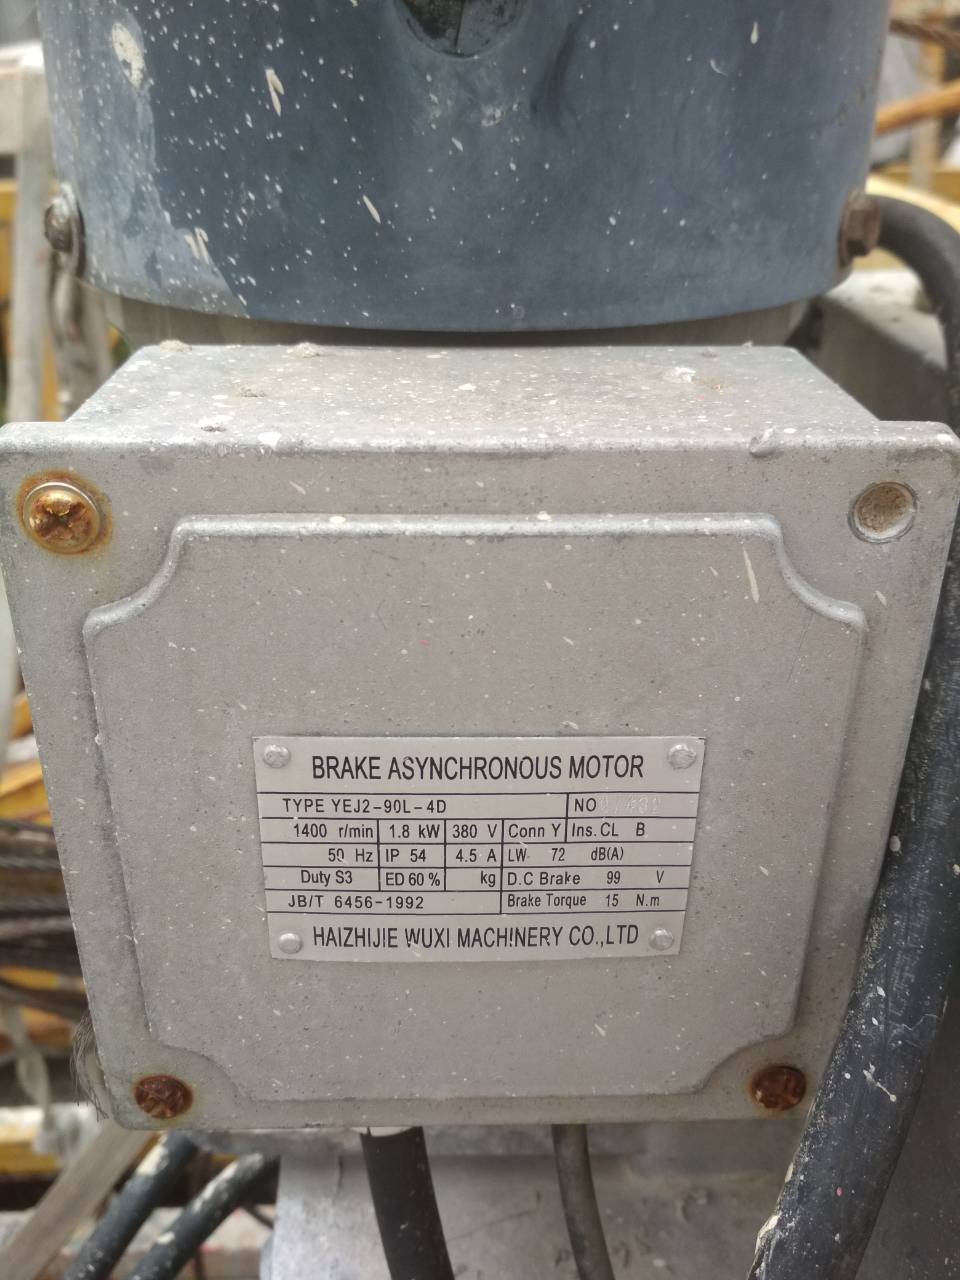 BRAKE ASYNCHRONOUS MOTOR
TYPE YEJ2-90L-4D NO
1400 r/min 1.8 kW 380 V Conn Y Ins.CL B
50 Hz IP 54 4.5 A LW 72 dB(A)
Duty S3 ED 60 % kg D.C Brake 99 V
JB/T 6456-1992 Brake Torque 15 N.m
HAIZHIJIE WUXI MACHINERY CO.,LTD